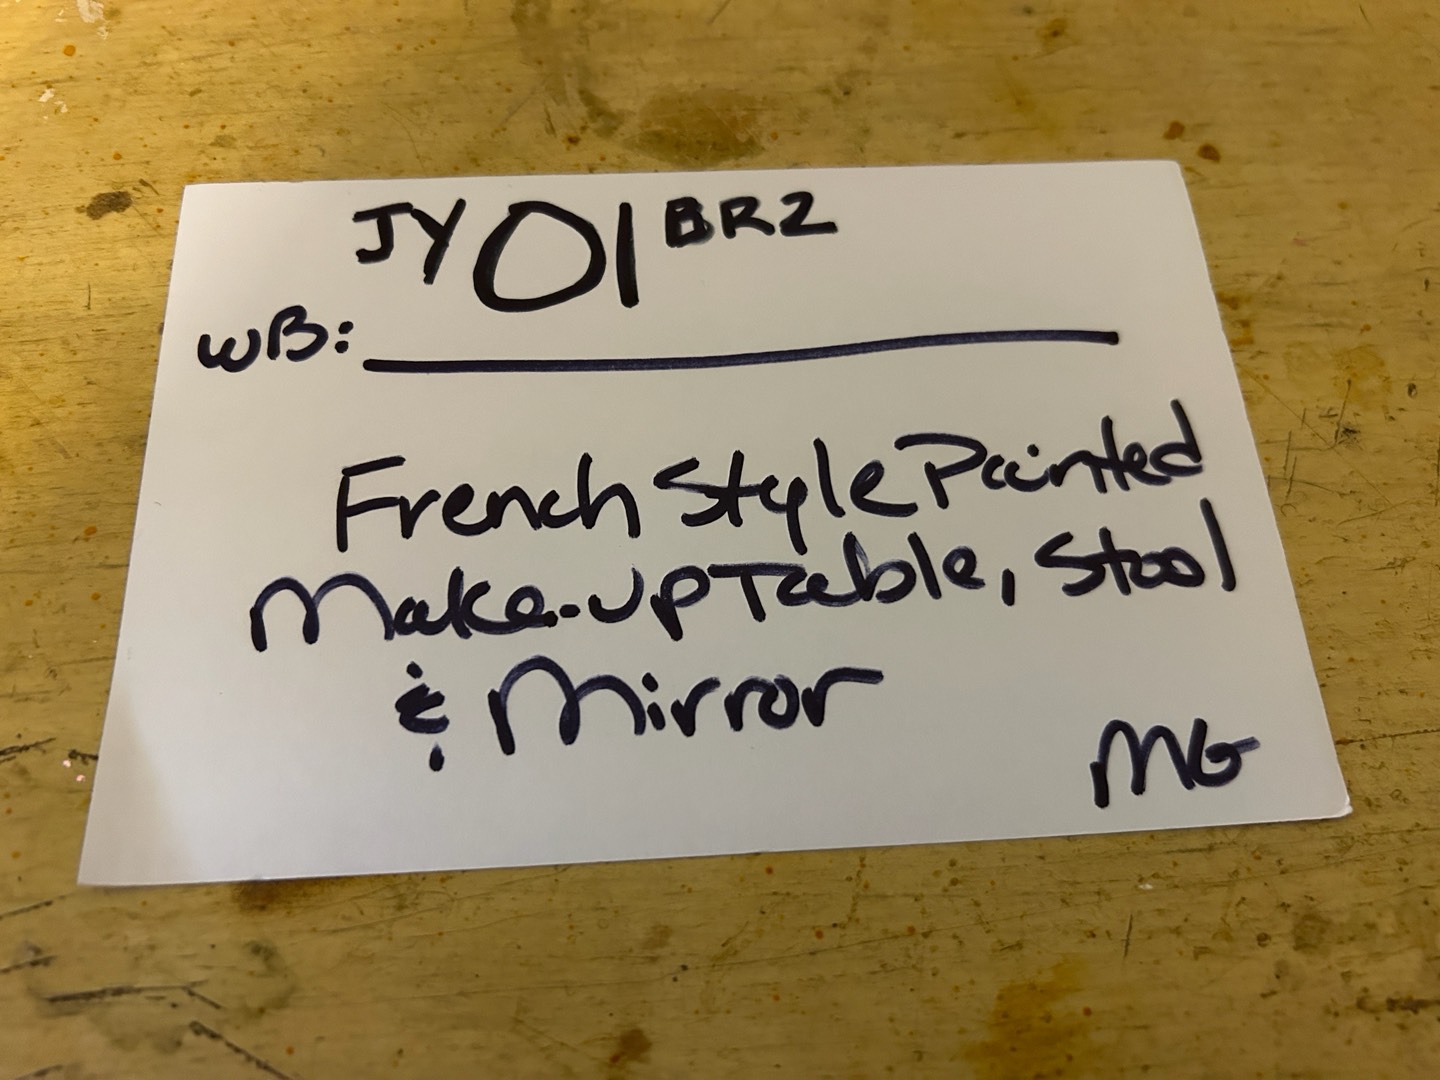 JY 01 BR2
WB:
French Style Painted
Make-up Table, Stool
& Mirror
MG